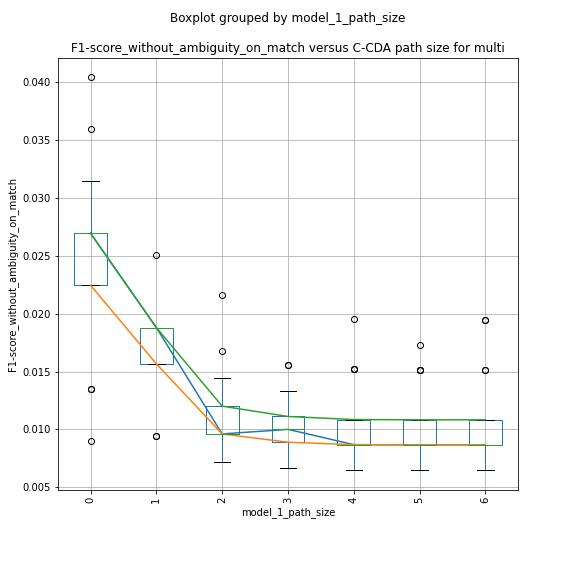 Boxplot grouped by model_1_path_size
F1-score_without_ambiguity_on_match versus C-CDA path size for multi
F1-score_without_ambiguity_on_match
0.040
0.035
0.030
0.025
0.020
0.015
0.010
0.005
0 1 2 3 4 5 6
model_1_path_size